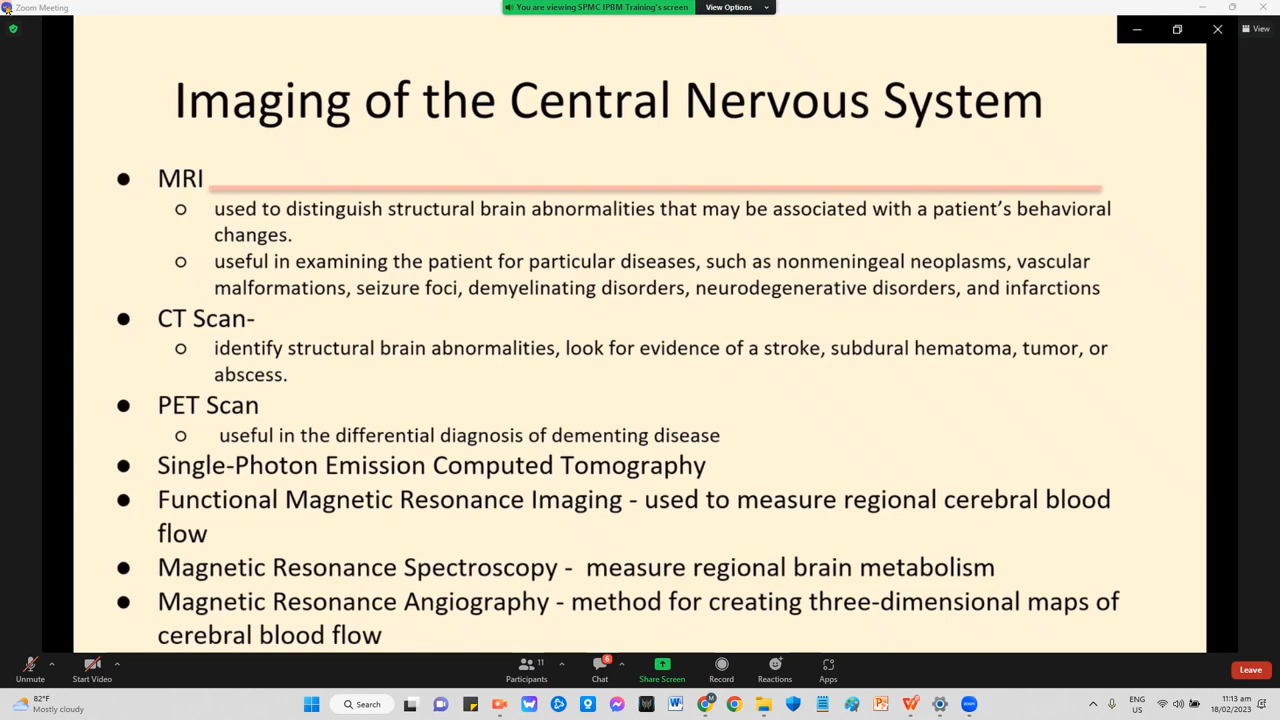 Zoom Meeting
You are viewing SPMC IPBM Training's screen
View Options
View
Imaging of the Central Nervous System
● MRI
○ used to distinguish structural brain abnormalities that may be associated with a patient's behavioral
changes.
○ useful in examining the patient for particular diseases, such as nonmeningeal neoplasms, vascular
malformations, seizure foci, demyelinating disorders, neurodegenerative disorders, and infarctions
● CT Scan-
○ identify structural brain abnormalities, look for evidence of a stroke, subdural hematoma, tumor, or
abscess.
● PET Scan
○ useful in the differential diagnosis of dementing disease
● Single-Photon Emission Computed Tomography
● Functional Magnetic Resonance Imaging - used to measure regional cerebral blood
flow
● Magnetic Resonance Spectroscopy - measure regional brain metabolism
● Magnetic Resonance Angiography - method for creating three-dimensional maps of
cerebral blood flow
Unmute
Start Video
11
Participants
6
Chat
Share Screen
Record
Reactions
Apps
Leave
82°F
Mostly cloudy
Search
ENG
US
11:13 am
18/02/2023